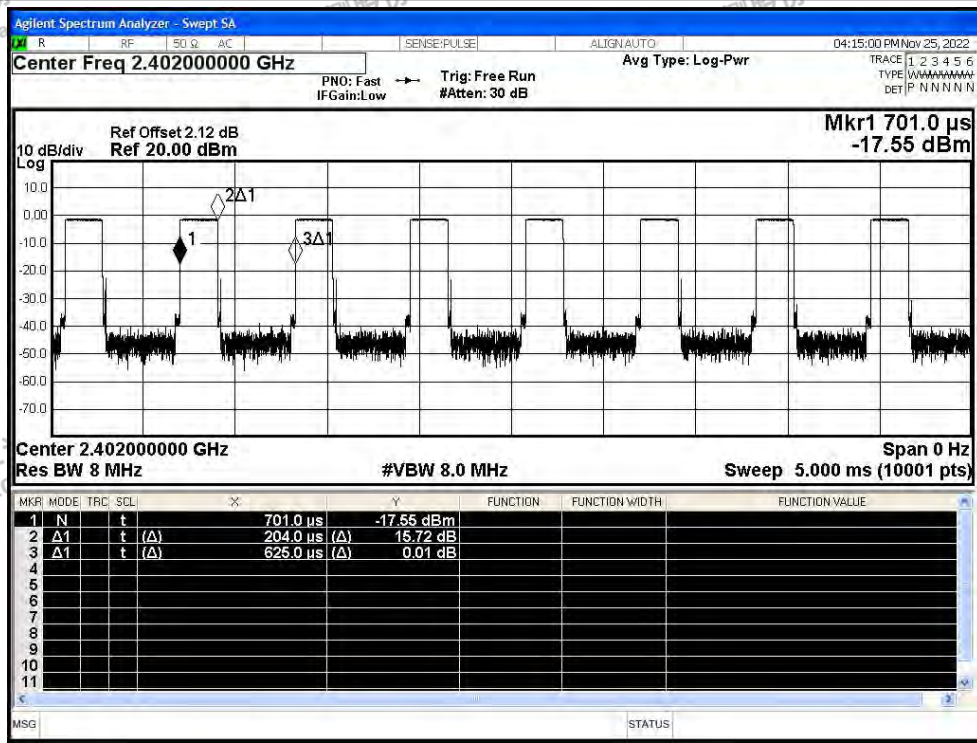 Agilent Spectrum Analyzer - Swept SA
R RF 50 Ω AC SENSE:PULSE ALIGN AUTO 04:15:00 PM Nov 25, 2022
Center Freq 2.402000000 GHz
PNO: Fast
IFGain:Low
Trig: Free Run
#Atten: 30 dB
Avg Type: Log-Pwr
TRACE 1 2 3 4 5 6
TYPE WWWWWW
DET P N N N N N
Ref Offset 2.12 dB
10 dB/div Ref 20.00 dBm
Log
Mkr1 701.0 µs
-17.55 dBm
10.0
0.00
-10.0
-20.0
-30.0
-40.0
-50.0
-60.0
-70.0
2Δ1
1
3Δ1
Center 2.402000000 GHz Span 0 Hz
Res BW 8 MHz #VBW 8.0 MHz Sweep 5.000 ms (10001 pts)
MKR MODE TRC SCL X Y FUNCTION FUNCTION WIDTH FUNCTION VALUE
1 N t 701.0 µs -17.55 dBm
2 Δ1 t (Δ) 204.0 µs (Δ) 15.72 dB
3 Δ1 t (Δ) 625.0 µs (Δ) 0.01 dB
4
5
6
7
8
9
10
11
MSG STATUS